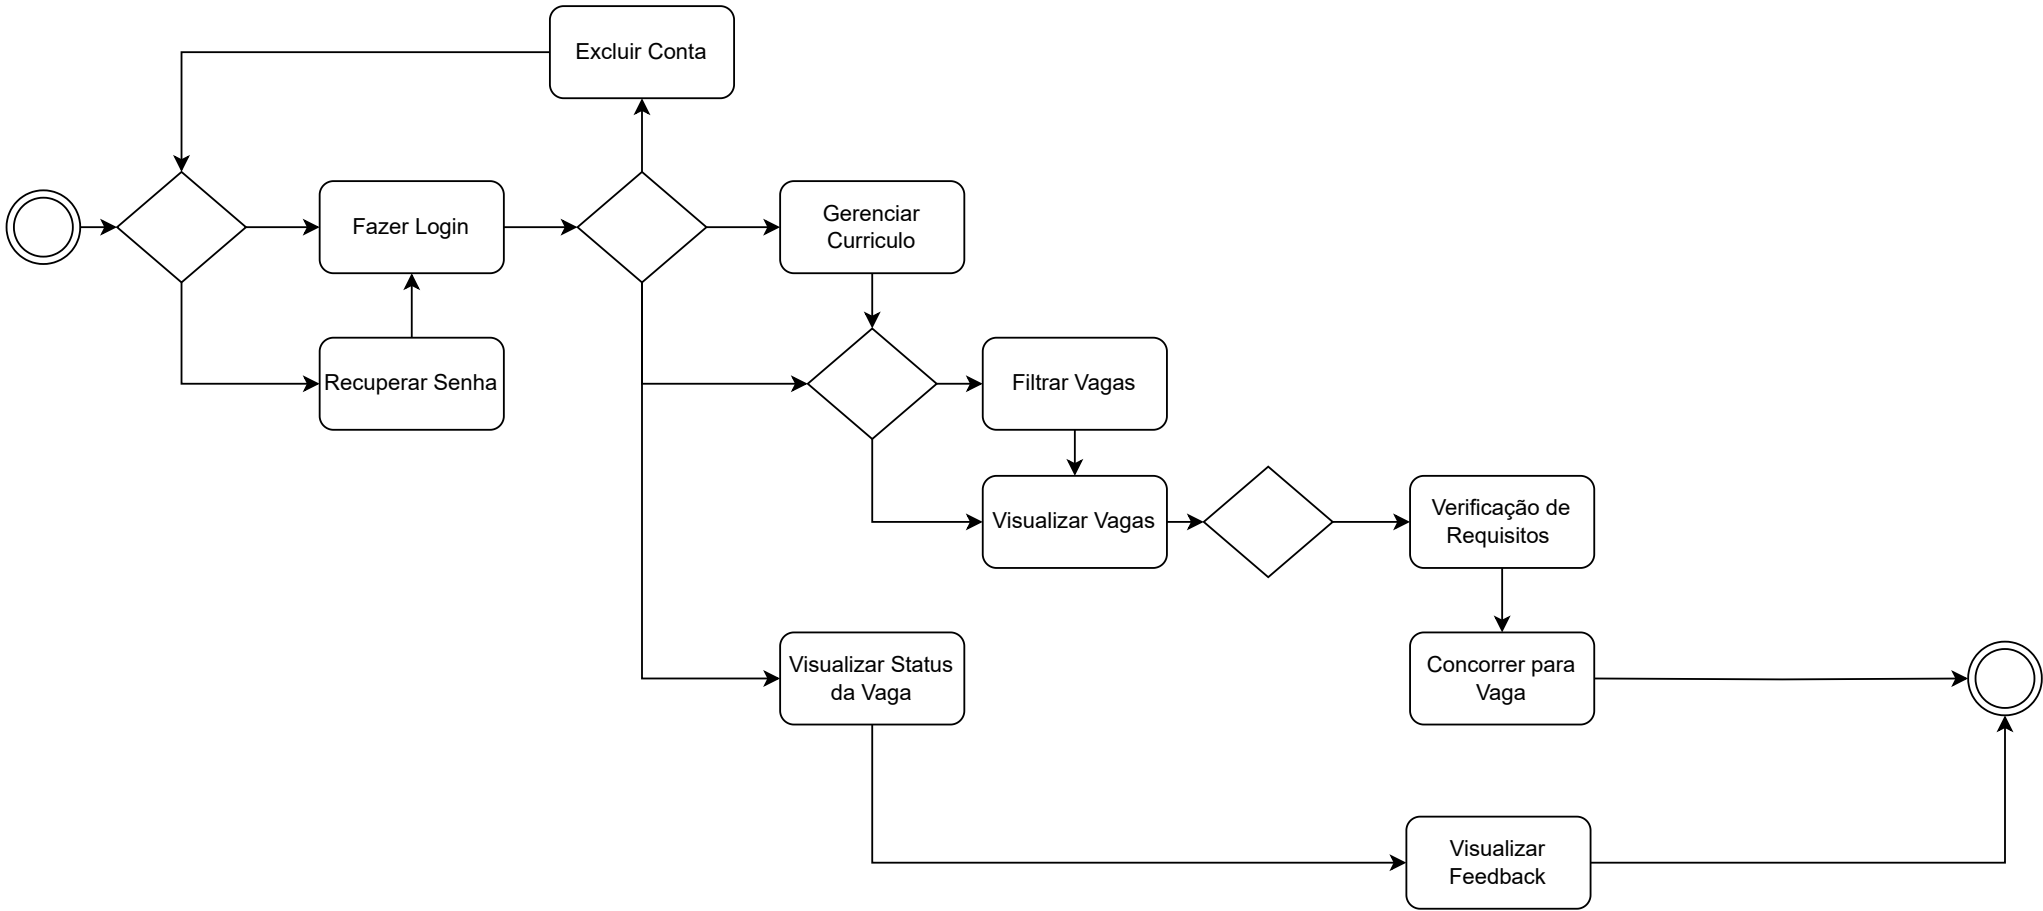 Excluir Conta
Fazer Login
Gerenciar
Curriculo
Recuperar Senha
Filtrar Vagas
Visualizar Vagas
Verificação de
Requisitos
Visualizar Status
da Vaga
Concorrer para
Vaga
Visualizar
Feedback